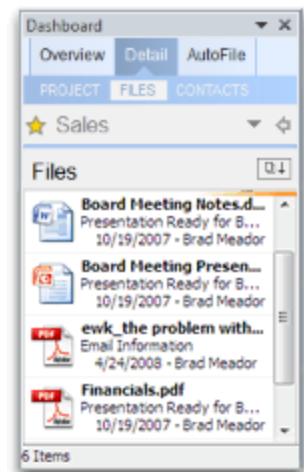 Dashboard
Overview Detail AutoFile
PROJECT FILES CONTACTS
Sales
Files
Board Meeting Notes.d...
Presentation Ready for B...
10/19/2007 - Brad Meador
Board Meeting Presen...
Presentation Ready for B...
10/19/2007 - Brad Meador
ewk_the problem with...
Email Information
4/24/2008 - Brad Meador
Financials.pdf
Presentation Ready for B...
10/19/2007 - Brad Meador
6 Items